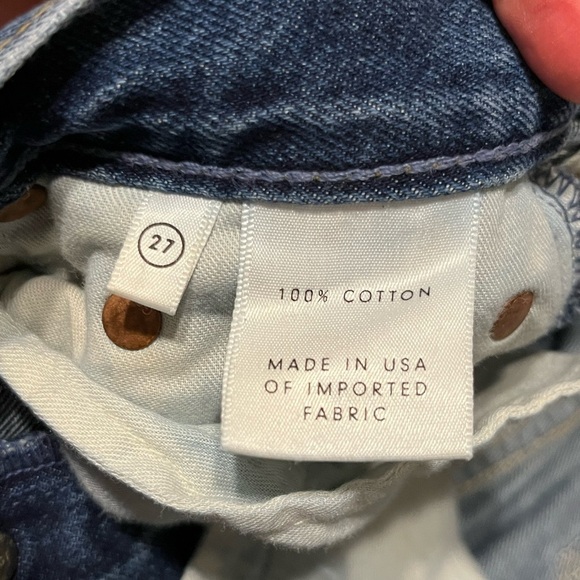 27
100% COTTON
MADE IN USA
OF IMPORTED
FABRIC